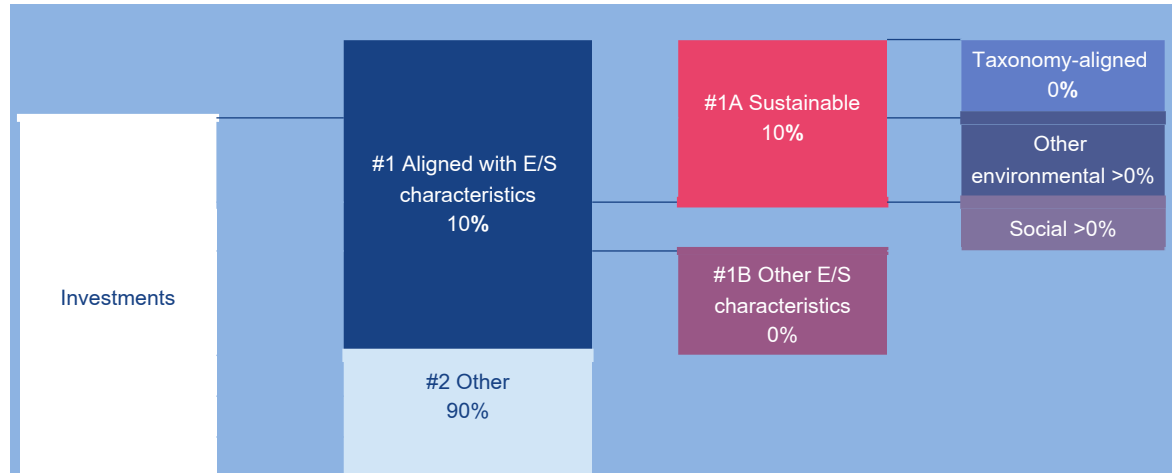 Investments
#1 Aligned with E/S
characteristics
10%
#2 Other
90%
#1A Sustainable
10%
#1B Other E/S
characteristics
0%
Taxonomy-aligned
0%
Other
environmental >0%
Social >0%